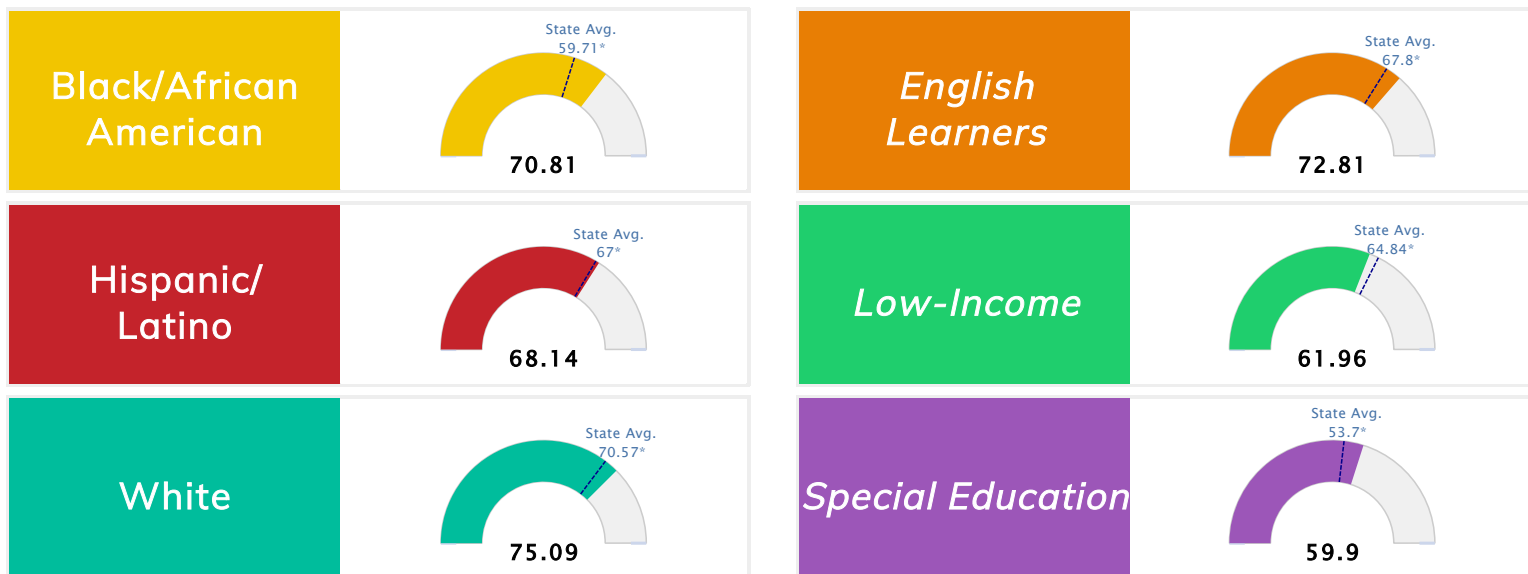 Black/African
American
State Avg.
59.71*
70.81
English
Learners
State Avg.
67.8*
72.81
Hispanic/
Latino
State Avg.
67*
68.14
Low-Income
State Avg.
64.84*
61.96
White
State Avg.
70.57*
75.09
Special Education
State Avg.
53.7*
59.9